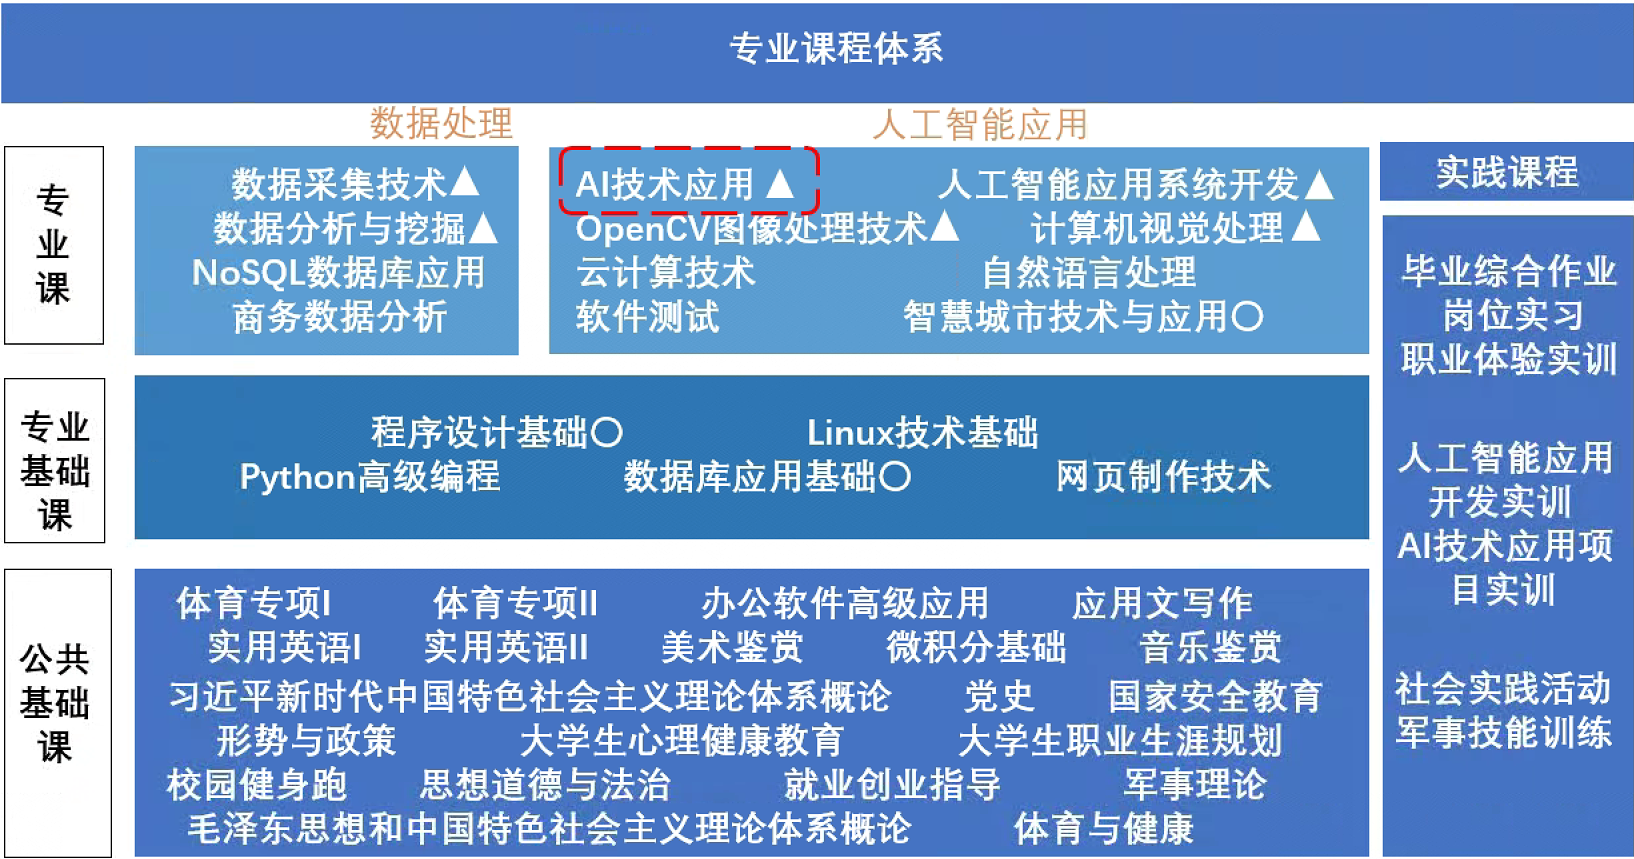 专业课程体系
数据处理 人工智能应用
专业课
数据采集技术▲
数据分析与挖掘▲
NoSQL数据库应用
商务数据分析
AI技术应用▲ 人工智能应用系统开发▲
OpenCV图像处理技术▲ 计算机视觉处理▲
云计算技术 自然语言处理
软件测试 智慧城市技术与应用〇
专业
基础
课
程序设计基础〇 Linux技术基础
Python高级编程 数据库应用基础〇 网页制作技术
公共
基础
课
体育专项I 体育专项II 办公软件高级应用 应用文写作
实用英语I 实用英语II 美术鉴赏 微积分基础 音乐鉴赏
习近平新时代中国特色社会主义理论体系概论 党史 国家安全教育
形势与政策 大学生心理健康教育 大学生职业生涯规划
校园健身跑 思想道德与法治 就业创业指导 军事理论
毛泽东思想和中国特色社会主义理论体系概论 体育与健康
实践课程
毕业综合作业
岗位实习
职业体验实训
人工智能应用
开发实训
AI技术应用项
目实训
社会实践活动
军事技能训练